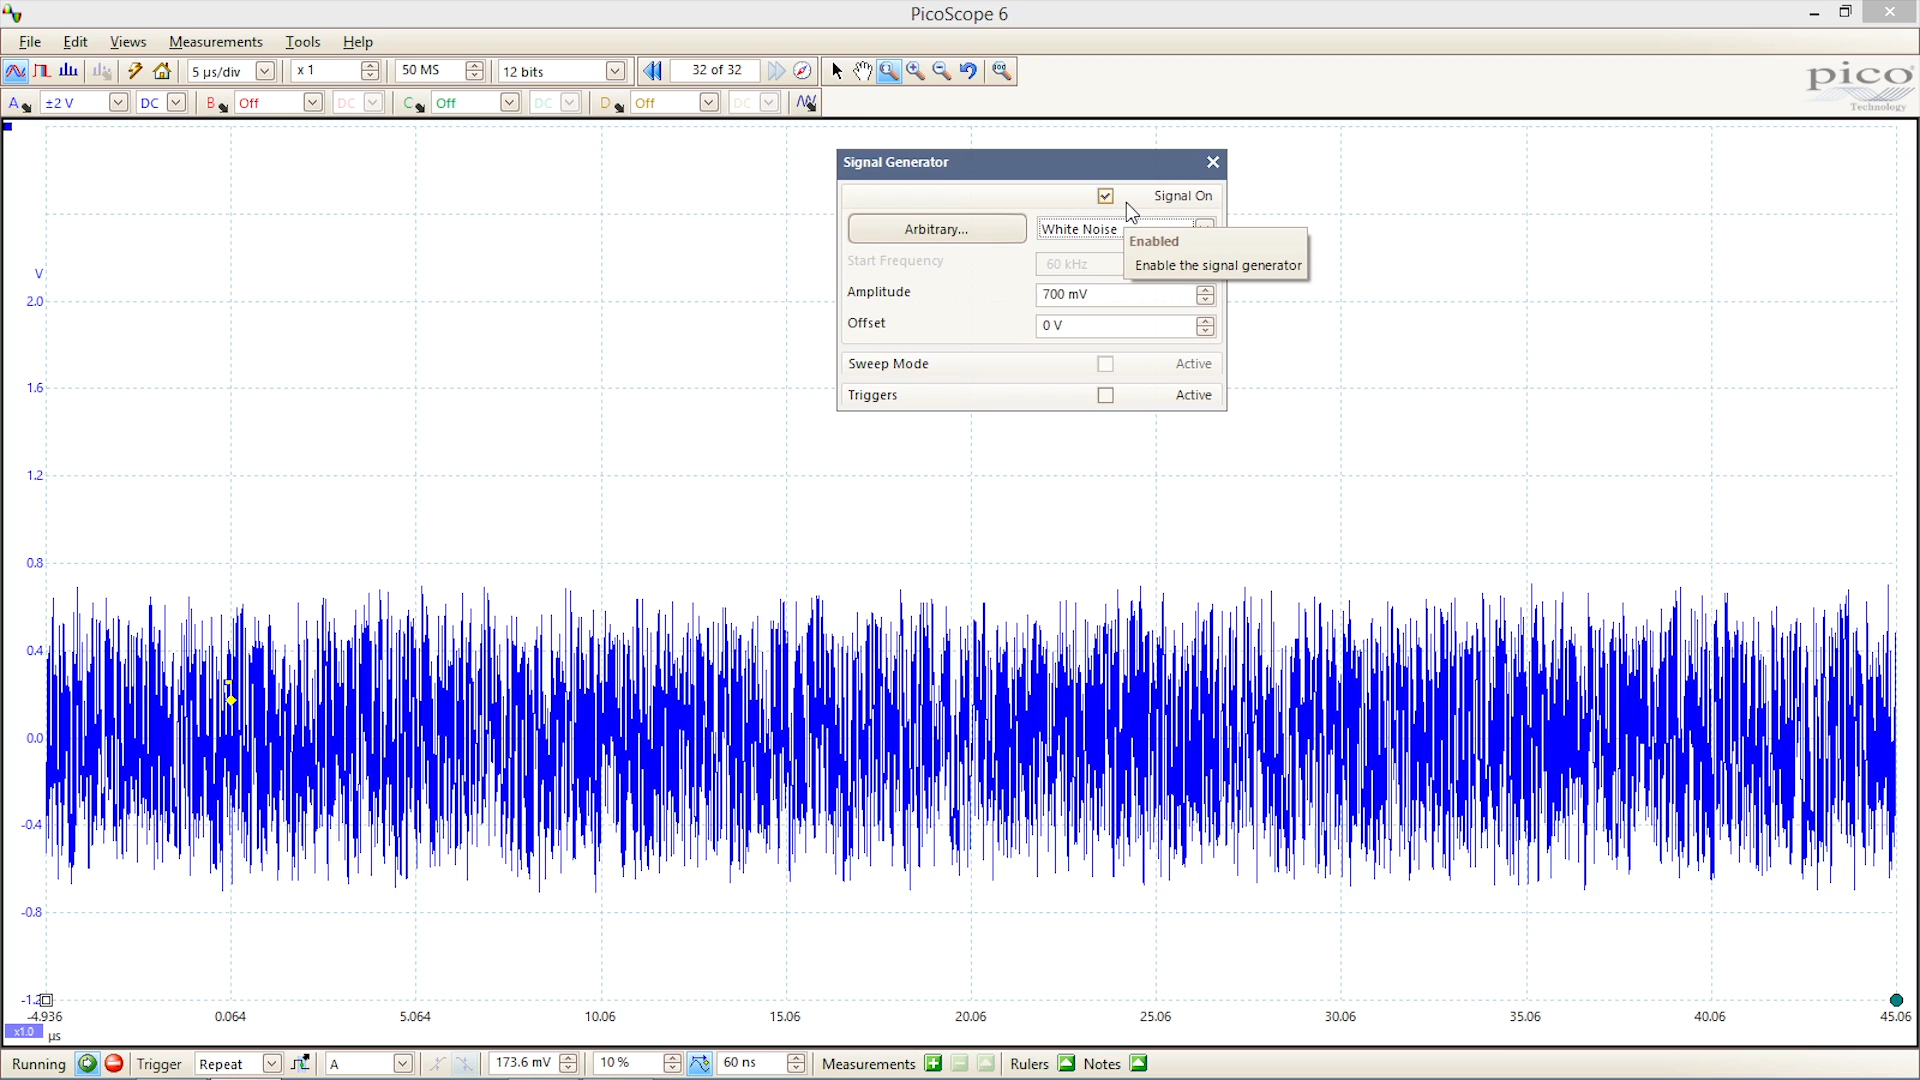 PicoScope 6
File Edit Views Measurements Tools Help
5 µs/div x 1 50 MS 12 bits 32 of 32
pico
Technology
A ±2 V DC B Off DC C Off DC D Off DC
Signal Generator
Signal On
Arbitrary... White Noise
Enabled
Enable the signal generator
Start Frequency 60 kHz
Amplitude 700 mV
Offset 0 V
Sweep Mode Active
Triggers Active
V
2.0
1.6
1.2
0.8
0.4
0.0
-0.4
-0.8
-1.2
-4.936 0.064 5.064 10.06 15.06 20.06 25.06 30.06 35.06 40.06 45.06
x1.0 µs
Running Trigger Repeat A 173.6 mV 10 % 60 ns Measurements Rulers Notes